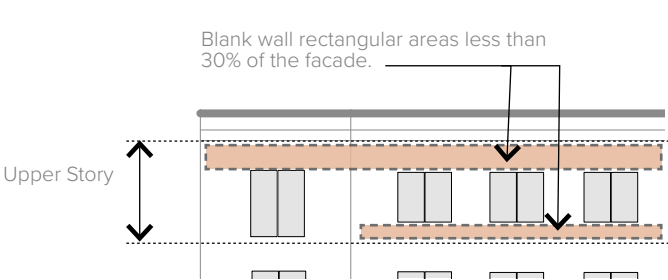 Blank wall rectangular areas less than
30% of the facade.
Upper Story